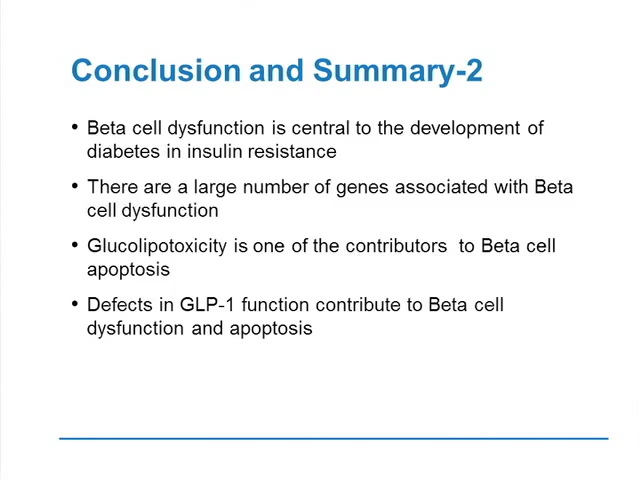 Conclusion and Summary-2
• Beta cell dysfunction is central to the development of
diabetes in insulin resistance
• There are a large number of genes associated with Beta
cell dysfunction
• Glucolipotoxicity is one of the contributors to Beta cell
apoptosis
• Defects in GLP-1 function contribute to Beta cell
dysfunction and apoptosis